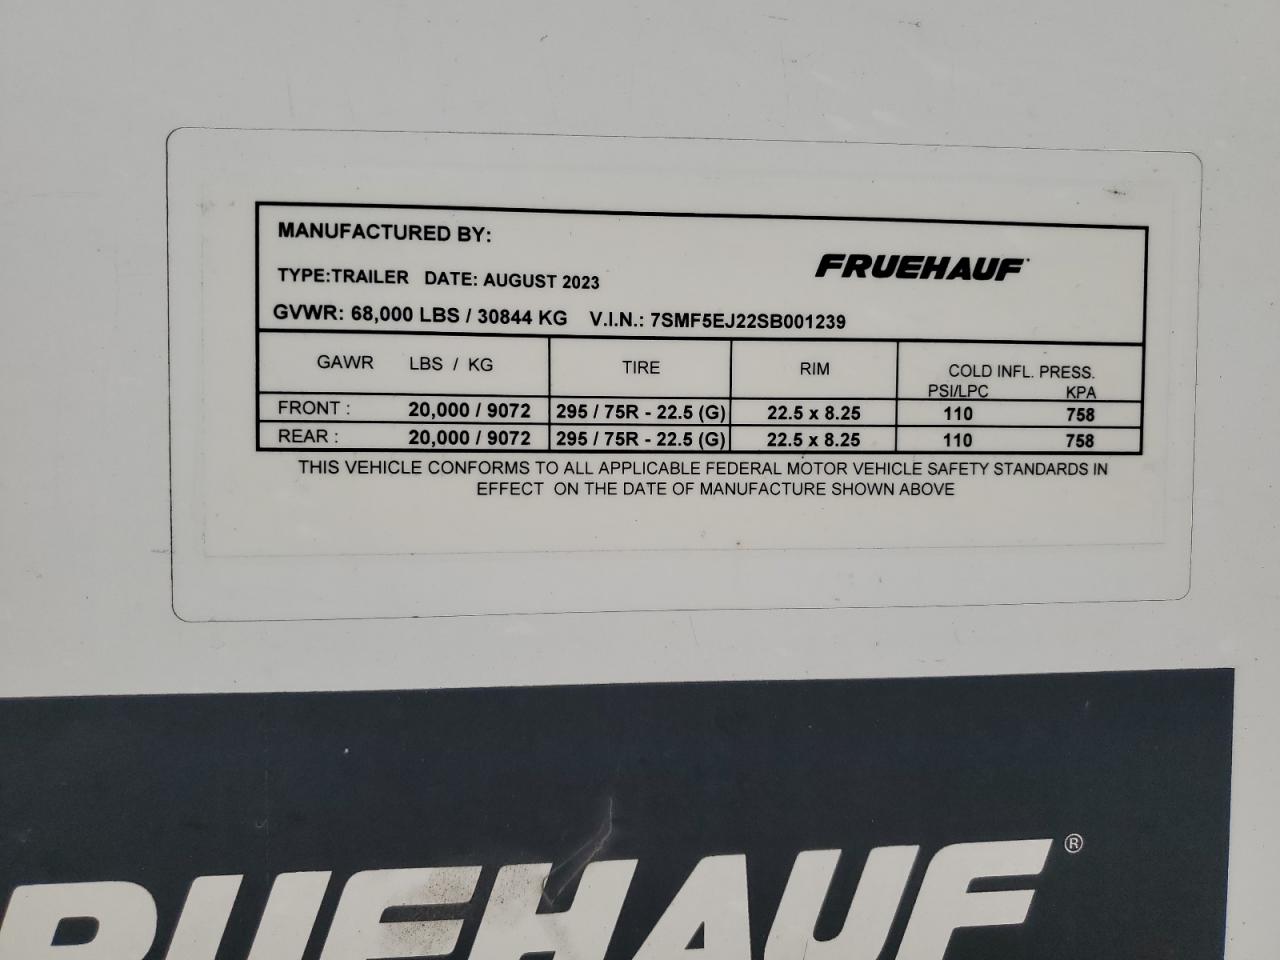 MANUFACTURED BY:
FRUEHAUF
TYPE:TRAILER DATE: AUGUST 2023
GVWR: 68,000 LBS / 30844 KG V.I.N.: 7SMF5EJ22SB001239
GAWR LBS / KG TIRE RIM COLD INFL. PRESS.
PSI/LPC KPA
FRONT : 20,000 / 9072 295 / 75R - 22.5 (G) 22.5 x 8.25 110 758
REAR : 20,000 / 9072 295 / 75R - 22.5 (G) 22.5 x 8.25 110 758
THIS VEHICLE CONFORMS TO ALL APPLICABLE FEDERAL MOTOR VEHICLE SAFETY STANDARDS IN
EFFECT ON THE DATE OF MANUFACTURE SHOWN ABOVE
RUEHAUF®